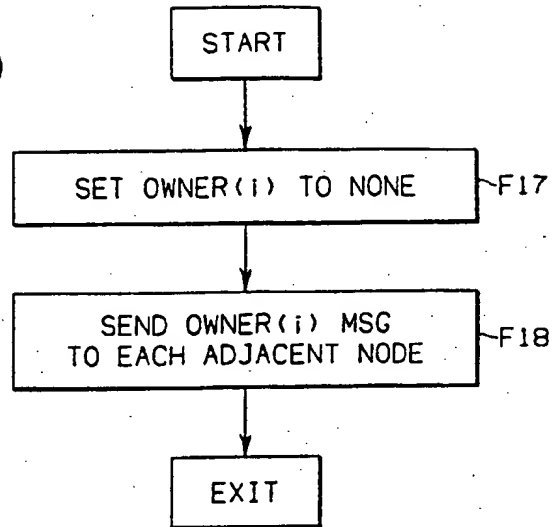 START
SET OWNER(i) TO NONE
F17
SEND OWNER(i) MSG
TO EACH ADJACENT NODE
F18
EXIT